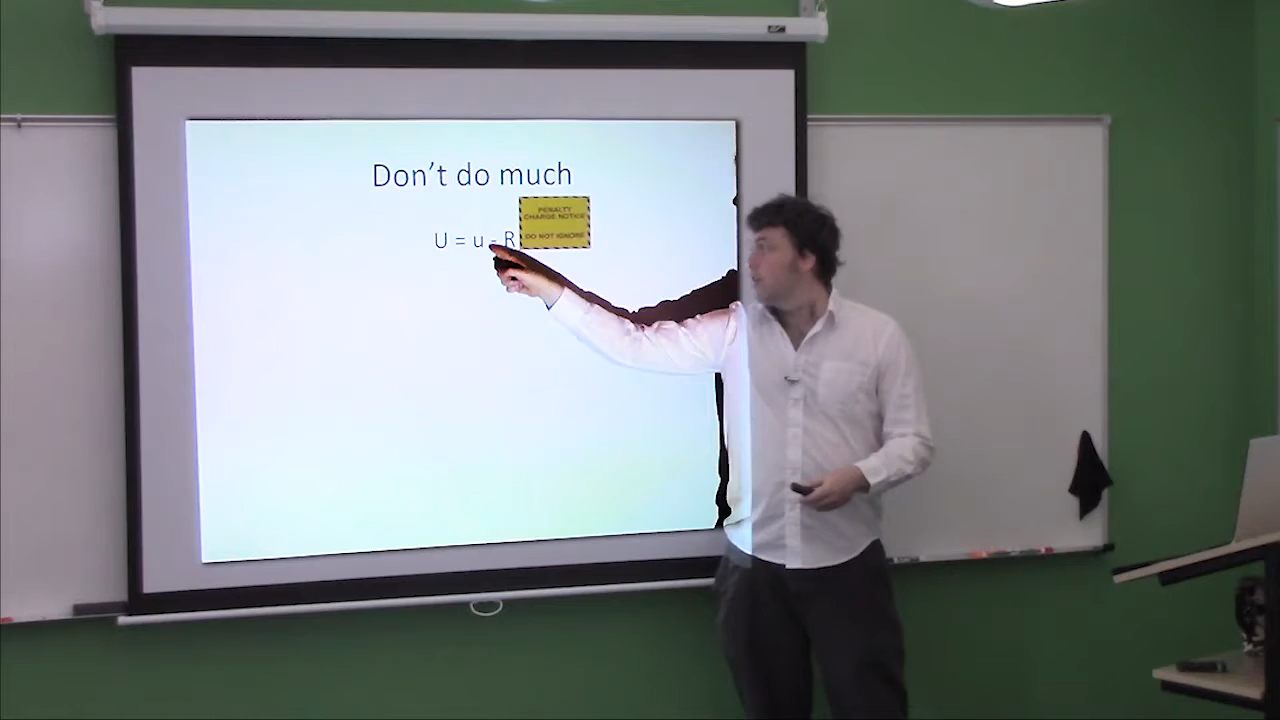 Don't do much
PENALTY
CHARGE NOTICE
U = u - R
DO NOT IGNORE